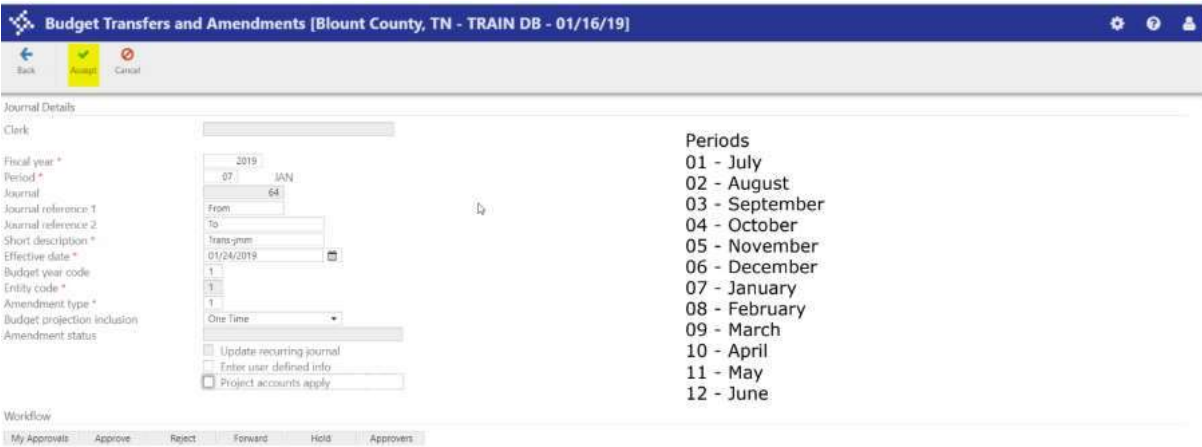 Budget Transfers and Amendments [Blount County, TN - TRAIN DB - 01/16/19]
Back Accept Cancel
Journal Details
Clerk
Fiscal year * 2019
Period * 07 JAN
Journal 64
Journal reference 1 From
Journal reference 2 To
Short description * Trans-jmm
Effective date * 01/24/2019
Budget year code 1
Entity code * 1
Amendment type * 1
Budget projection inclusion One Time
Amendment status
Update recurring journal
Enter user defined info
Project accounts apply
Periods
01 - July
02 - August
03 - September
04 - October
05 - November
06 - December
07 - January
08 - February
09 - March
10 - April
11 - May
12 - June
Workflow
My Approvals Approve Reject Forward Hold Approvers